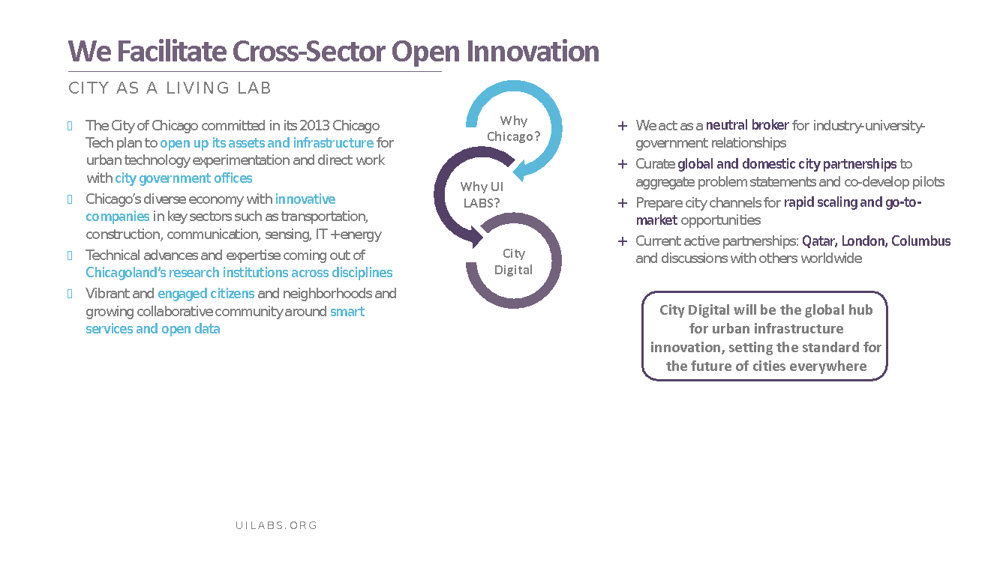 We Facilitate Cross-Sector Open Innovation
CITY AS A LIVING LAB
The City of Chicago committed in its 2013 Chicago
Tech plan to open up its assets and infrastructure for
urban technology experimentation and direct work
with city government offices
Chicago's diverse economy with innovative
companies in key sectors such as transportation,
construction, communication, sensing, IT + energy
Technical advances and expertise coming out of
Chicagoland's research institutions across disciplines
Vibrant and engaged citizens and neighborhoods and
growing collaborative community around smart
services and open data
Why
Chicago?
Why UI
LABS?
City
Digital
+ We act as a neutral broker for industry-university-
government relationships
+ Curate global and domestic city partnerships to
aggregate problem statements and co-develop pilots
+ Prepare city channels for rapid scaling and go-to-
market opportunities
+ Current active partnerships: Qatar, London, Columbus
and discussions with others worldwide
City Digital will be the global hub
for urban infrastructure
innovation, setting the standard for
the future of cities everywhere
UILABS.ORG